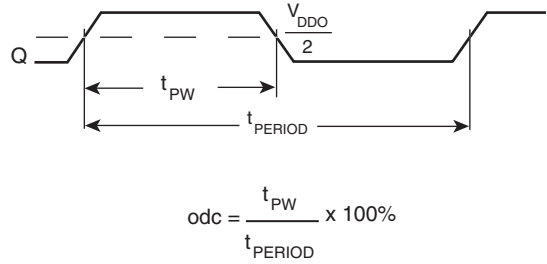 V_DDO
2
Q
t_PW
t_PERIOD
odc = t_PW / t_PERIOD x 100%